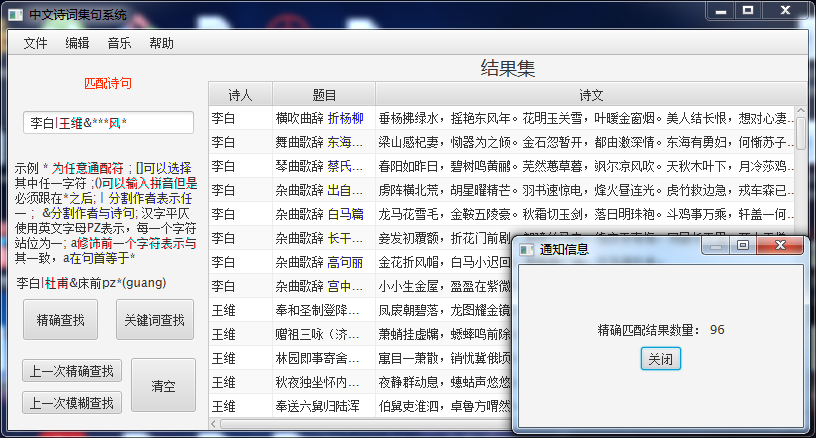 中文诗词集句系统
文件 编辑 音乐 帮助
匹配诗句
李白|王维&***风*
示例 * 为任意通配符 ; []可以选择
其中任一字符 ;()可以输入拼音但是
必须跟在*之后; | 分割作者表示任
一 ; &分割作者与诗句; 汉字平仄
使用英文字母PZ表示，每一个字符
站位为一; a修饰前一个字符表示与
其一致，a在句首等于*
李白|杜甫&床前pz*(guang)
精确查找 关键词查找
上一次精确查找
上一次模糊查找
清空
结果集
诗人 题目 诗文
李白 横吹曲辞 折杨柳 垂杨拂绿水，摇艳东风年。花明玉关雪，叶暖金窗烟。美人结长恨，想对心凄...
李白 舞曲歌辞 东海... 梁山感杞妻，恸哭为之倾。金石忽暂开，都由激深情。东海有勇妇，何惭苏子...
李白 琴曲歌辞 蔡氏... 春阳如昨日，碧树鸣黄鹂。芜然蕙草暮，飒尔凉风吹。天秋木叶下，月冷莎鸡...
李白 杂曲歌辞 出自... 虏阵横北荒，胡星曜精芒。羽书速惊电，烽火昼连光。虎竹救边急，戎车森已...
李白 杂曲歌辞 白马篇 龙马花雪毛，金鞍五陵豪。秋霜切玉剑，落日明珠袍。斗鸡事万乘，轩盖一何...
李白 杂曲歌辞 长干... 妾发初覆额，折花门前剧
李白 杂曲歌辞 高句丽 金花折风帽，白马小迟回
李白 杂曲歌辞 宫中... 小小生金屋，盈盈在紫微
王维 奉和圣制登降... 凤扆朝碧落，龙图耀金镜
王维 赠祖三咏（济... 萧蛸挂虚牖，蟋蟀鸣前除
王维 林园即事寄舍... 寓目一萧散，销忧冀俄顷
王维 秋夜独坐怀内... 夜静群动息，蟪蛄声悠悠
王维 奉送六舅归陆浑 伯舅吏淮泗，卓鲁方喟然
通知信息
精确匹配结果数量： 96
关闭